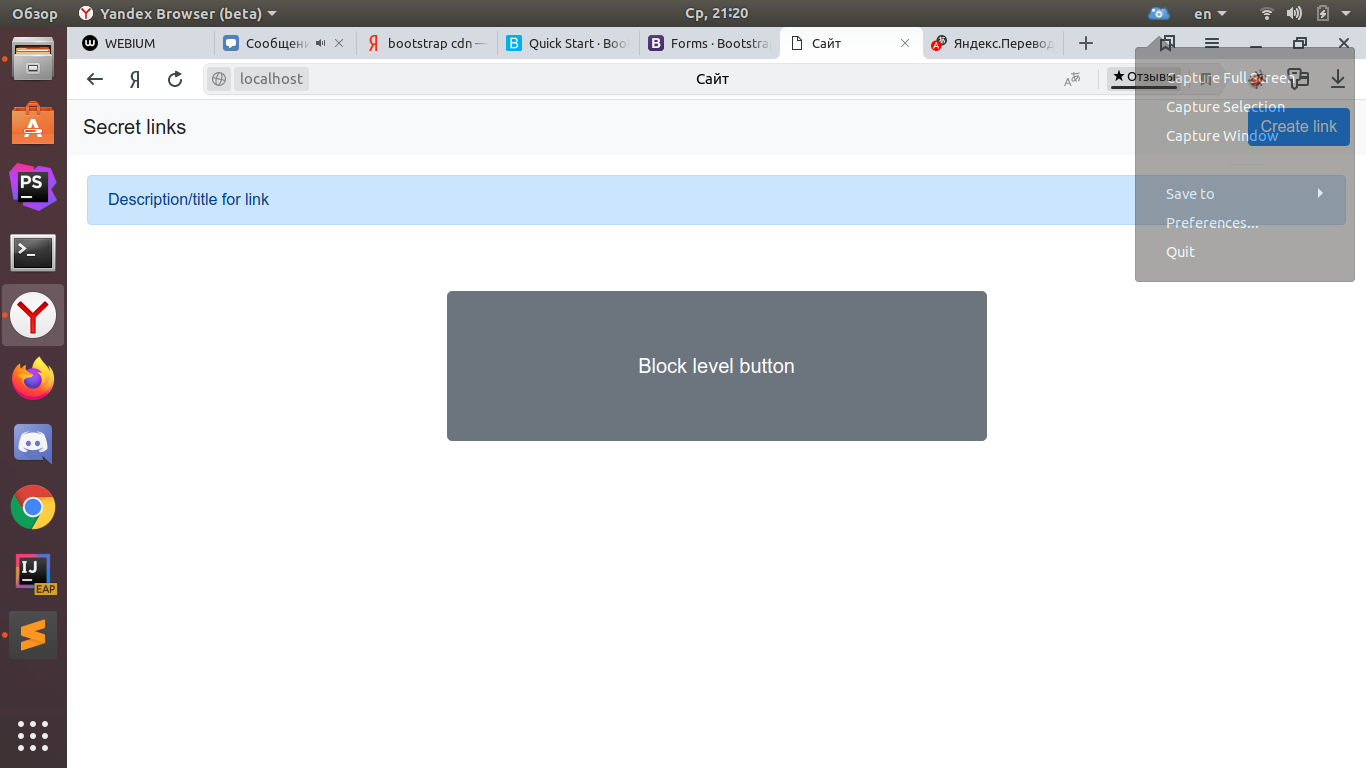 Обзор Yandex Browser (beta) Ср, 21:20 en
WEBIUM Сообщени bootstrap cdn — Quick Start · Boo Forms · Bootstra Сайт Яндекс.Перевод
Я localhost Сайт Отзывы
Capture Full Screen
Capture Selection
Capture Window
Save to
Preferences...
Quit
Secret links Create link
Description/title for link
Block level button
PS
IJ
EAP